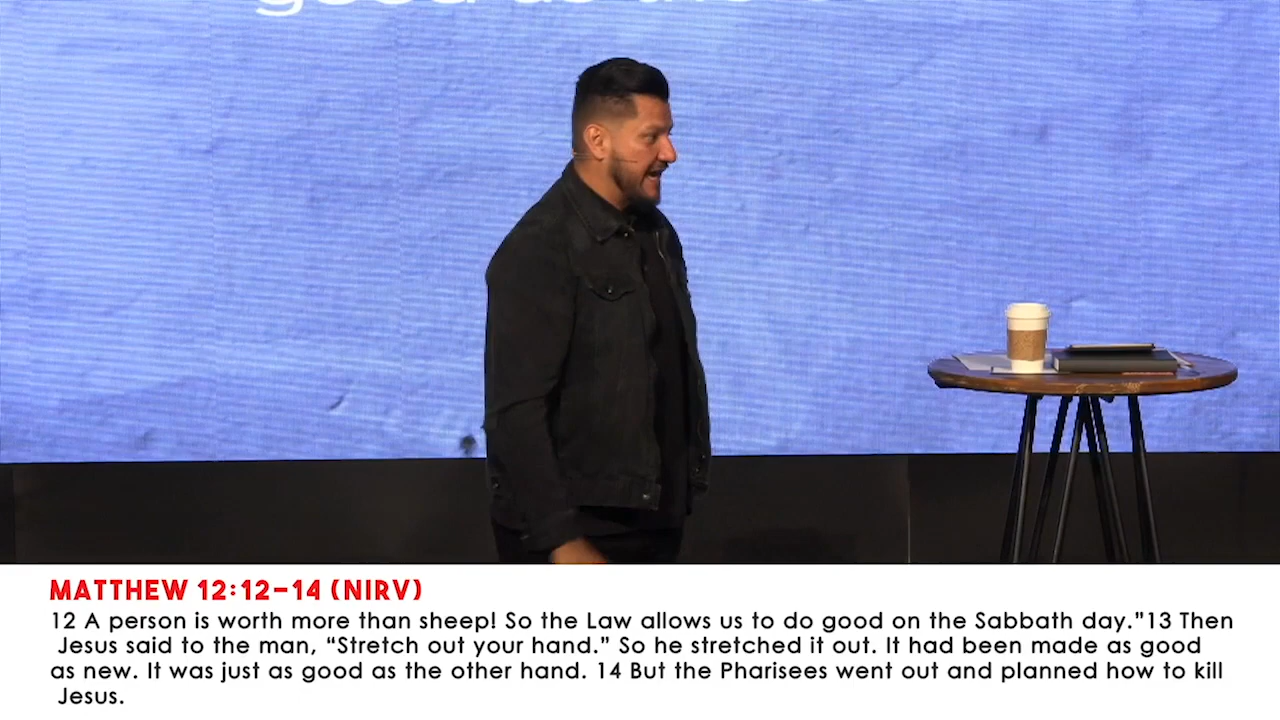 MATTHEW 12:12-14 (NIRV)
12 A person is worth more than sheep! So the Law allows us to do good on the Sabbath day.”13 Then
Jesus said to the man, “Stretch out your hand.” So he stretched it out. It had been made as good
as new. It was just as good as the other hand. 14 But the Pharisees went out and planned how to kill
Jesus.